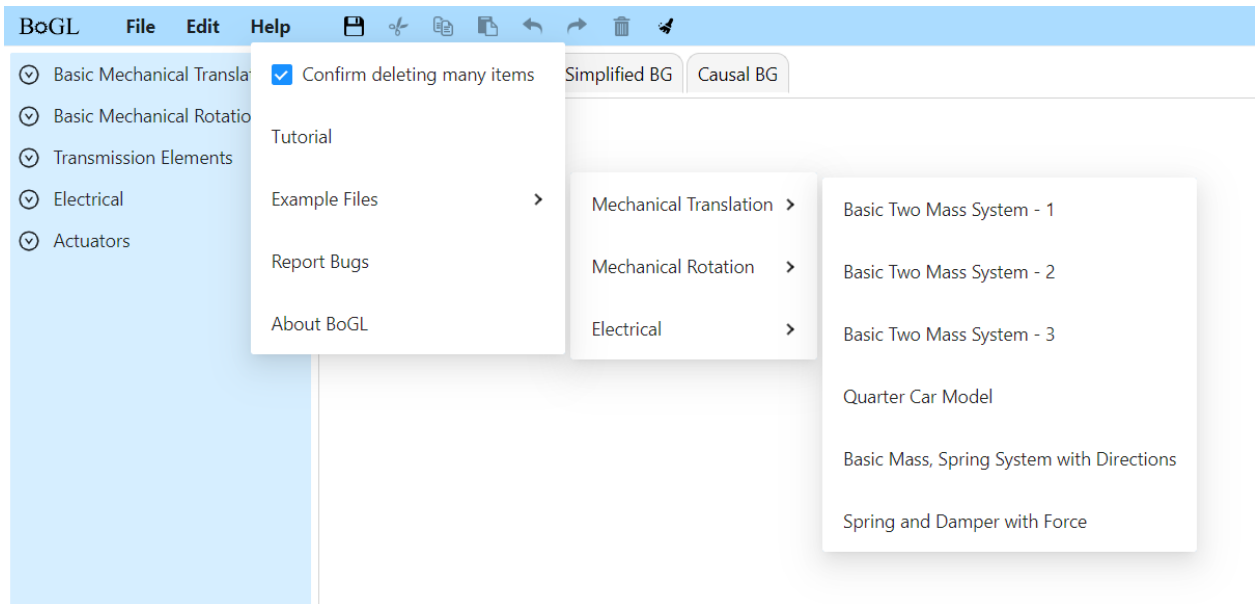 BoGL File Edit Help
Basic Mechanical Transla
Basic Mechanical Rotatio
Transmission Elements
Electrical
Actuators
Confirm deleting many items
Tutorial
Example Files
Report Bugs
About BoGL
Simplified BG
Causal BG
Mechanical Translation
Mechanical Rotation
Electrical
Basic Two Mass System - 1
Basic Two Mass System - 2
Basic Two Mass System - 3
Quarter Car Model
Basic Mass, Spring System with Directions
Spring and Damper with Force